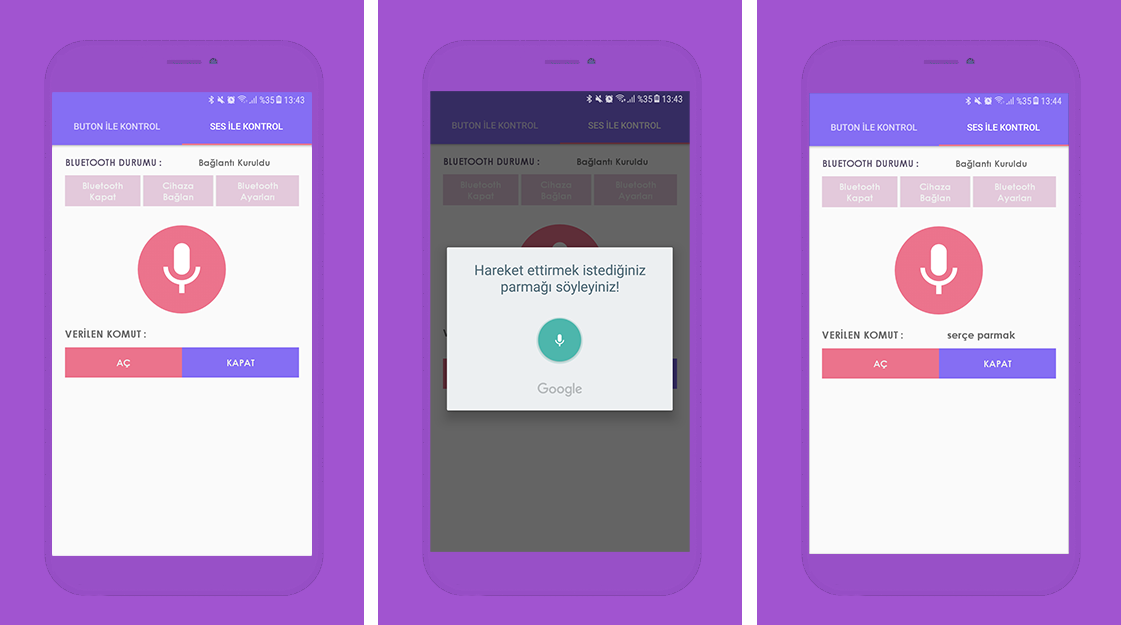 %35 13:43
BUTON İLE KONTROL SES İLE KONTROL
BLUETOOTH DURUMU : Bağlantı Kuruldu
Bluetooth Kapat
Cihaza Bağlan
Bluetooth Ayarları
VERİLEN KOMUT :
AÇ KAPAT
%35 13:43
BUTON İLE KONTROL SES İLE KONTROL
BLUETOOTH DURUMU : Bağlantı Kuruldu
Bluetooth Kapat
Cihaza Bağlan
Bluetooth Ayarları
Hareket ettirmek istediğiniz
parmağı söyleyiniz!
Google
%35 13:44
BUTON İLE KONTROL SES İLE KONTROL
BLUETOOTH DURUMU : Bağlantı Kuruldu
Bluetooth Kapat
Cihaza Bağlan
Bluetooth Ayarları
VERİLEN KOMUT : serçe parmak
AÇ KAPAT